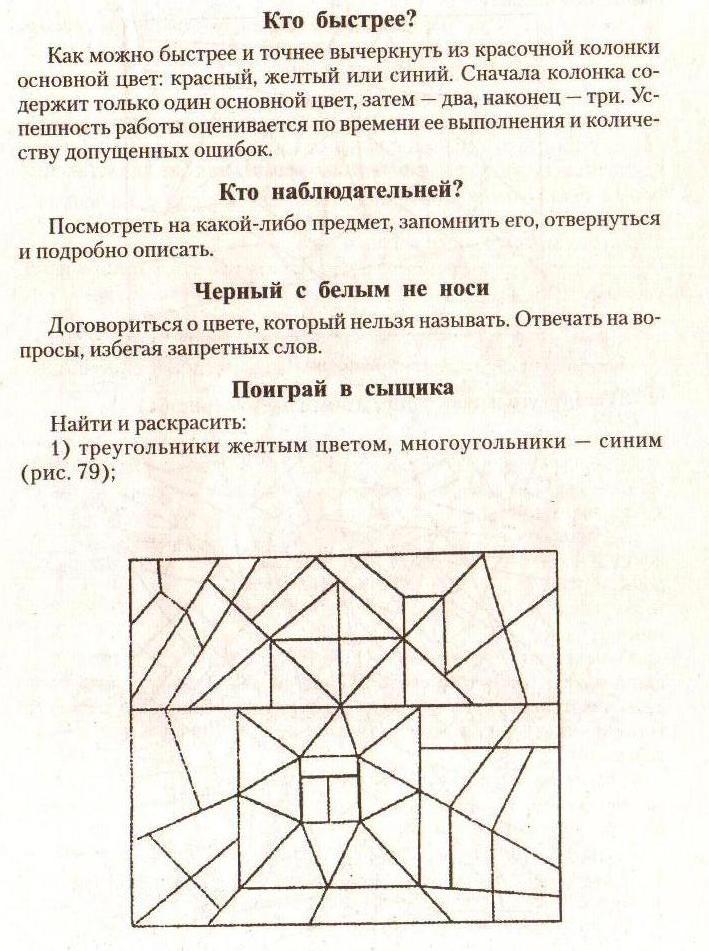 Кто быстрее?
Как можно быстрее и точнее вычеркнуть из красочной колонки
основной цвет: красный, желтый или синий. Сначала колонка со-
держит только один основной цвет, затем — два, наконец — три. Ус-
пешность работы оценивается по времени ее выполнения и количе-
ству допущенных ошибок.
Кто наблюдательней?
Посмотреть на какой-либо предмет, запомнить его, отвернуться
и подробно описать.
Черный с белым не носи
Договориться о цвете, который нельзя называть. Отвечать на во-
просы, избегая запретных слов.
Поиграй в сыщика
Найти и раскрасить:
1) треугольники желтым цветом, многоугольники — синим
(рис. 79);